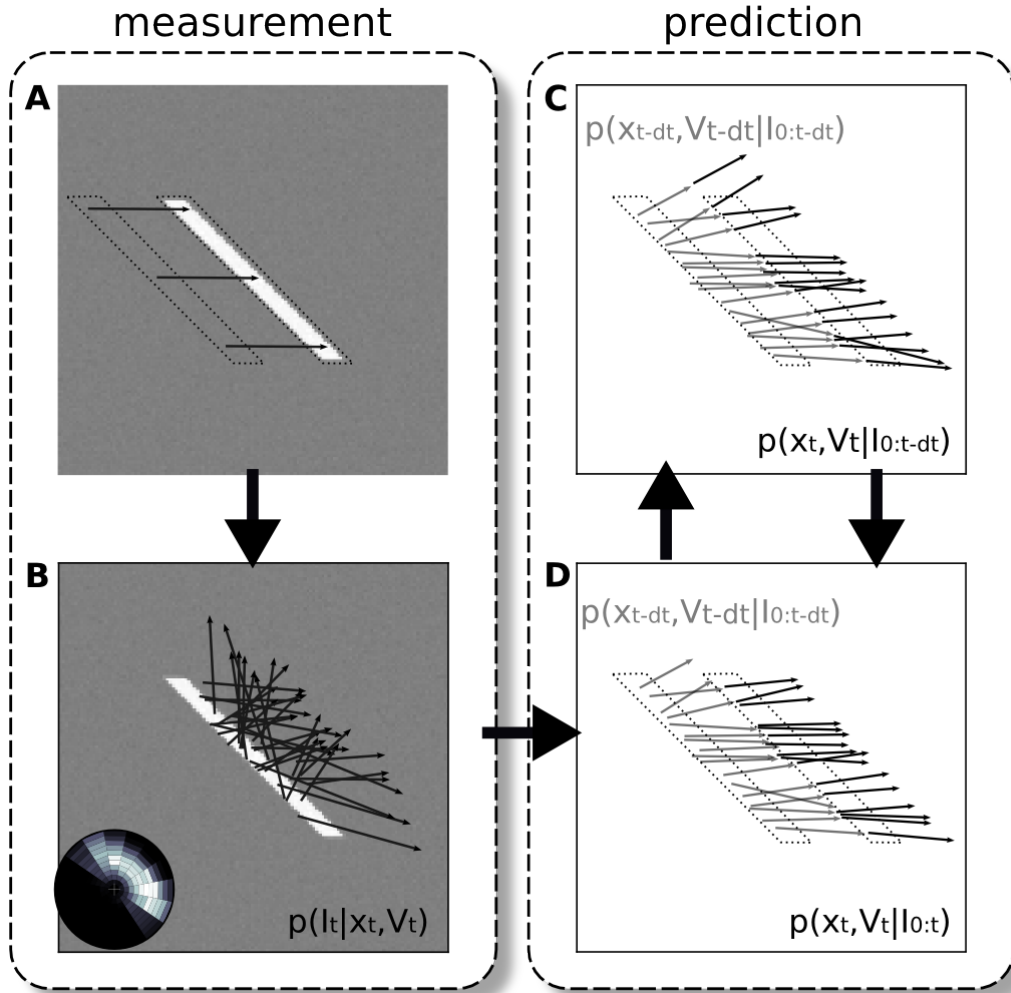 measurement
prediction
A
C
p(xt-dt,Vt-dt|I0:t-dt)
p(xt,Vt|I0:t-dt)
B
p(It|xt,Vt)
D
p(xt-dt,Vt-dt|I0:t-dt)
p(xt,Vt|I0:t)